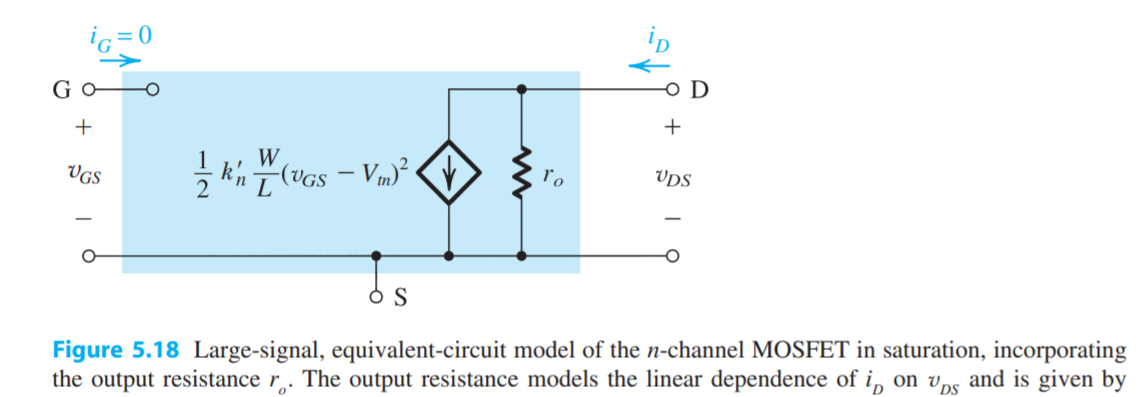 i_G = 0
i_D
G
D
+
+
v_GS
1/2 k'_n W/L (v_GS − V_tn)²
r_o
v_DS
−
−
S
Figure 5.18 Large-signal, equivalent-circuit model of the n-channel MOSFET in saturation, incorporating
the output resistance r_o. The output resistance models the linear dependence of i_D on v_DS and is given by